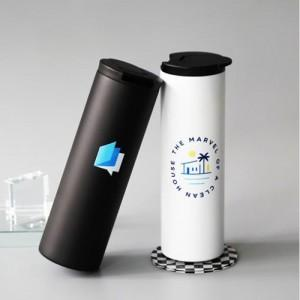 THE MARVEL OF A CLEAN HOUSE